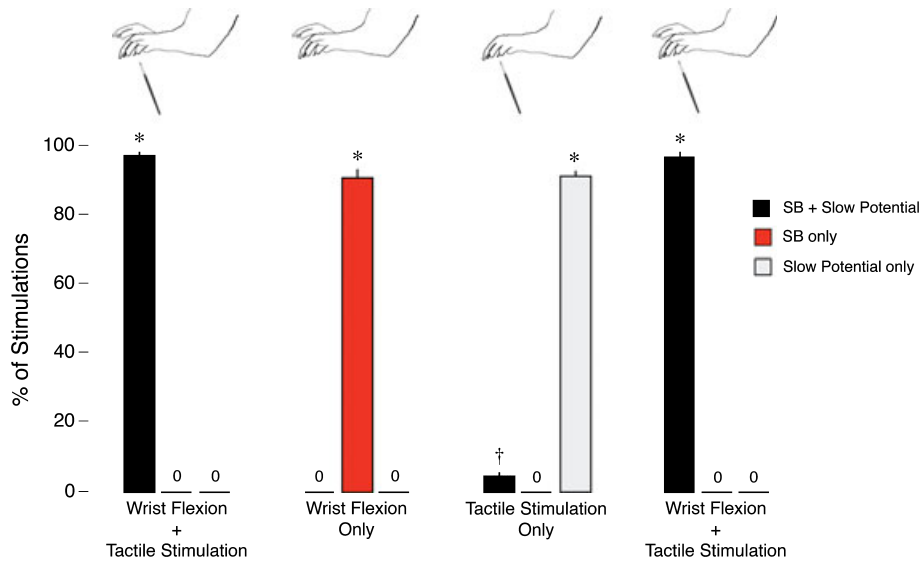 % of Stimulations
100
80
60
40
20
0
*
0 0
*
0 0
†
0
*
*
0 0
Wrist Flexion
+
Tactile Stimulation
Wrist Flexion
Only
Tactile Stimulation
Only
Wrist Flexion
+
Tactile Stimulation
SB + Slow Potential
SB only
Slow Potential only